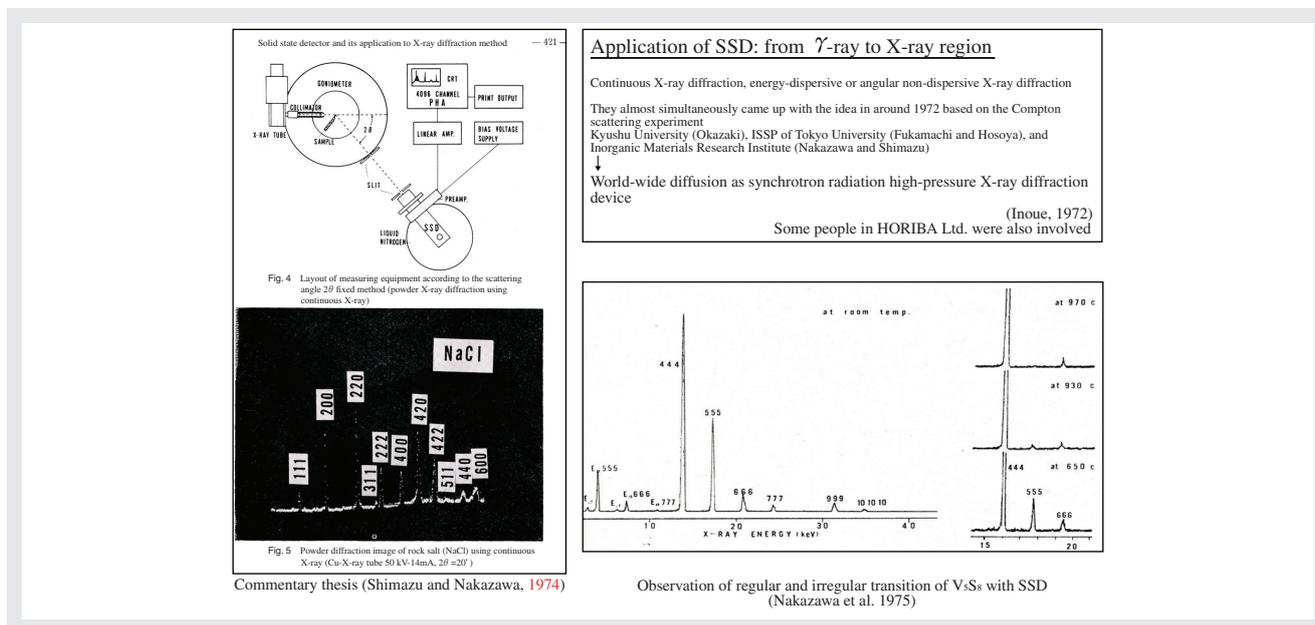 Solid state detector and its application to X-ray diffraction method — 421 –
GONIOMETER
COLLIMATOR
X-RAY TUBE
SAMPLE
2θ
SLIT
CRT
4096 CHANNEL
PHA
PRINT OUTPUT
LINEAR AMP.
BIAS VOLTAGE
SUPPLY
PREAMP.
SSD
LIQUID
NITROGEN
Fig. 4 Layout of measuring equipment according to the scattering
angle 2θ fixed method (powder X-ray diffraction using
continuous X-ray)
NaCl
111
200
220
311
222
400
420
422
511
440
600
Fig. 5 Powder diffraction image of rock salt (NaCl) using continuous
X-ray (Cu-X-ray tube 50 kV-14mA, 2θ =20˚)
Commentary thesis (Shimazu and Nakazawa, 1974)
Application of SSD: from γ-ray to X-ray region
Continuous X-ray diffraction, energy-dispersive or angular non-dispersive X-ray diffraction
They almost simultaneously came up with the idea in around 1972 based on the Compton
scattering experiment
Kyushu University (Okazaki), ISSP of Tokyo University (Fukamachi and Hosoya), and
Inorganic Materials Research Institute (Nakazawa and Shimazu)
↓
World-wide diffusion as synchrotron radiation high-pressure X-ray diffraction
device
(Inoue, 1972)
Some people in HORIBA Ltd. were also involved
at room temp.
444
555
555
666
777
666
777
999
10 10 10
10
20
30
40
X-RAY ENERGY (keV)
at 970 c
at 930 c
at 650 c
444
555
666
15
20
Observation of regular and irregular transition of V₅S₈ with SSD
(Nakazawa et al. 1975)